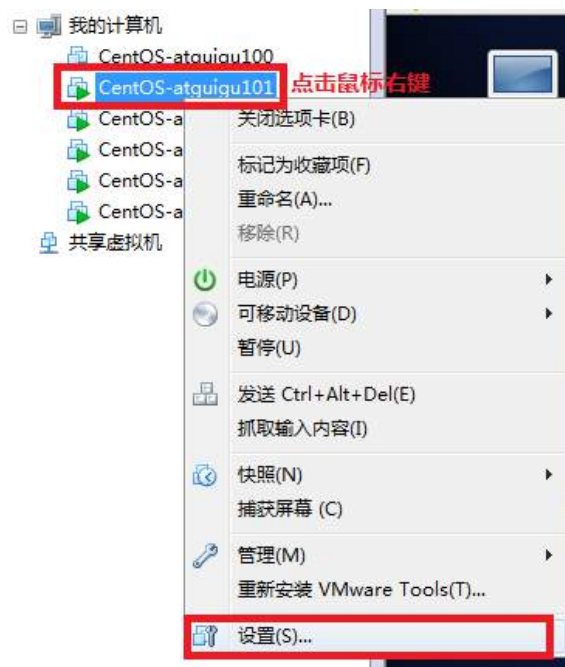 我的计算机
CentOS-atguigu100
CentOS-atguigu101 点击鼠标右键
CentOS-a 关闭选项卡(B)
CentOS-a 标记为收藏项(F)
CentOS-a 重命名(A)...
CentOS-a 移除(R)
共享虚拟机
电源(P)
可移动设备(D)
暂停(U)
发送 Ctrl+Alt+Del(E)
抓取输入内容(I)
快照(N)
捕获屏幕 (C)
管理(M)
重新安装 VMware Tools(T)...
设置(S)...